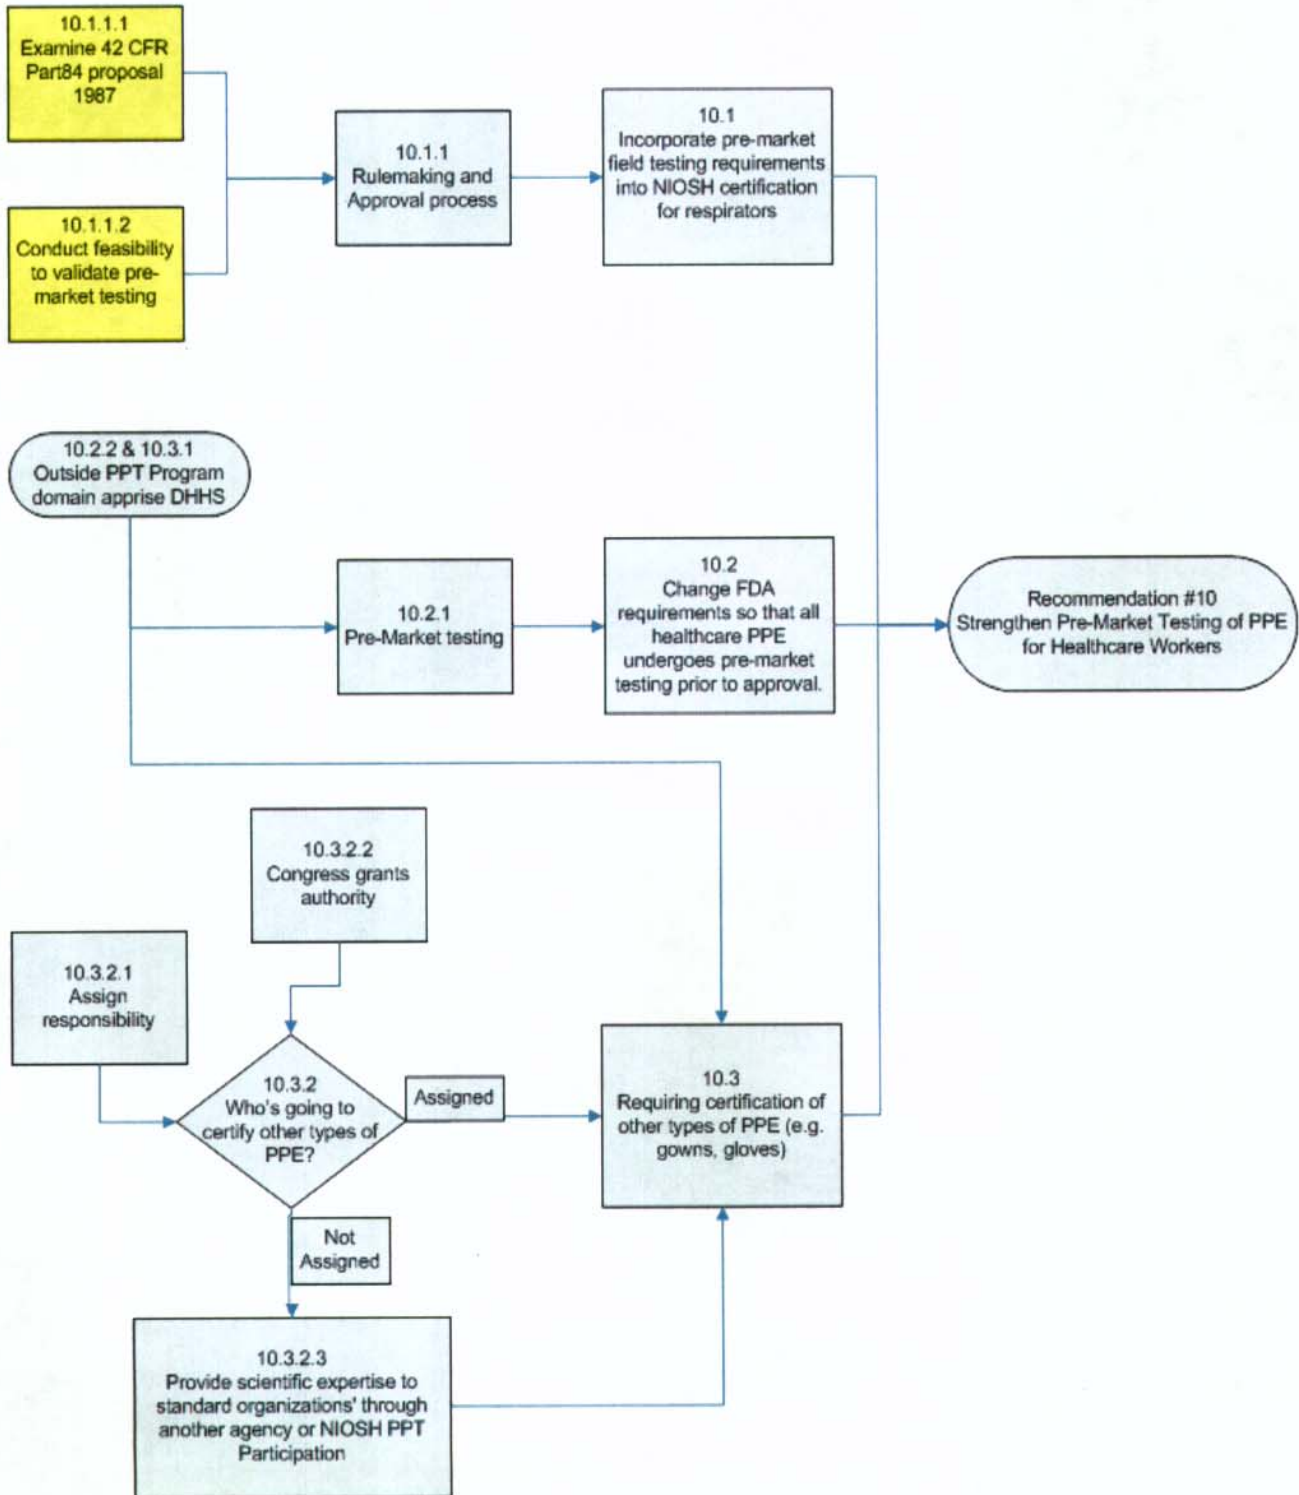 10.1.1.1
Examine 42 CFR
Part84 proposal
1987
10.1.1.2
Conduct feasibility
to validate pre-
market testing
10.1.1
Rulemaking and
Approval process
10.1
Incorporate pre-market
field testing requirements
into NIOSH certification
for respirators
10.2.2 & 10.3.1
Outside PPT Program
domain apprise DHHS
10.2.1
Pre-Market testing
10.2
Change FDA
requirements so that all
healthcare PPE
undergoes pre-market
testing prior to approval.
Recommendation #10
Strengthen Pre-Market Testing of PPE
for Healthcare Workers
10.3.2.2
Congress grants
authority
10.3.2.1
Assign
responsibility
10.3.2
Who's going to
certify other types of
PPE?
Assigned
10.3
Requiring certification of
other types of PPE (e.g.
gowns, gloves)
Not
Assigned
10.3.2.3
Provide scientific expertise to
standard organizations' through
another agency or NIOSH PPT
Participation